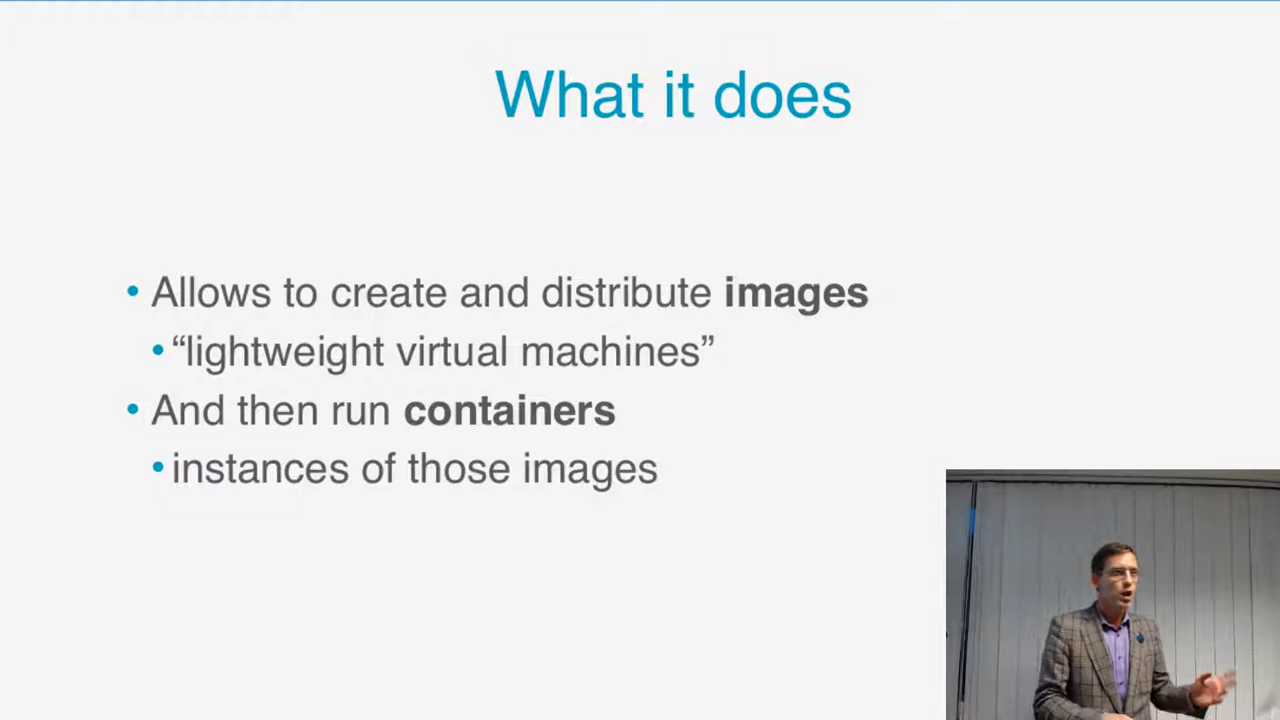 What it does
• Allows to create and distribute images
• “lightweight virtual machines”
• And then run containers
• instances of those images